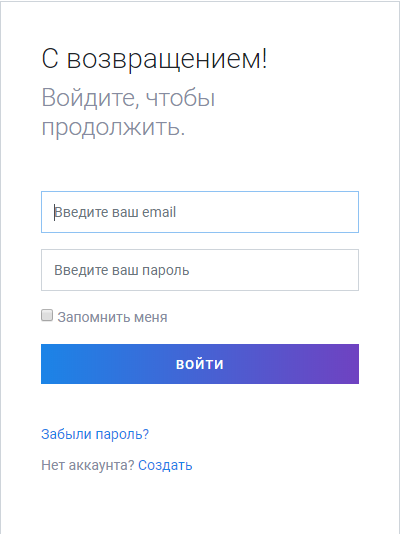 С возвращением!
Войдите, чтобы
продолжить.
Введите ваш email
Введите ваш пароль
Запомнить меня
ВОЙТИ
Забыли пароль?
Нет аккаунта? Создать